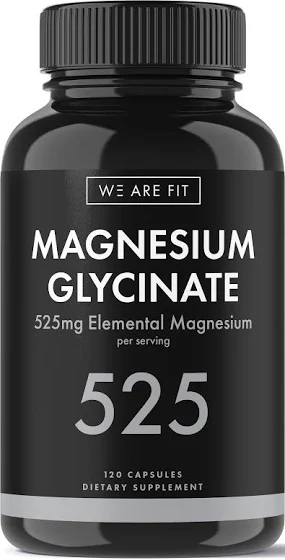 WE ARE FIT
MAGNESIUM
GLYCINATE
525mg Elemental Magnesium
per serving
525
120 CAPSULES
DIETARY SUPPLEMENT